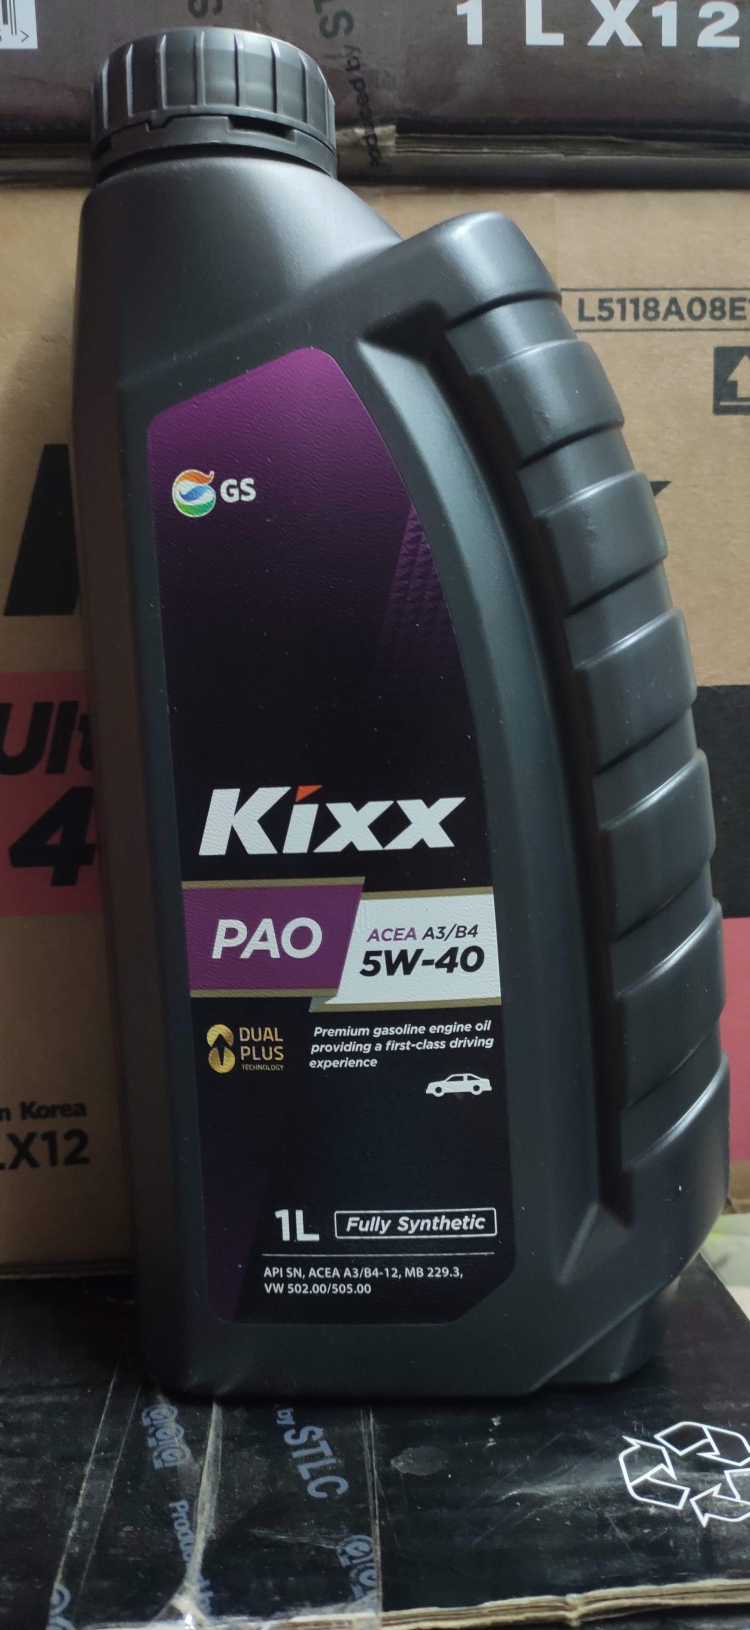 1 L X12
L5118A08E
GS
Kixx
PAO
ACEA A3/B4
5W-40
DUAL
PLUS
TECHNOLOGY
Premium gasoline engine oil
providing a first-class driving
experience
Korea
X12
1L
Fully Synthetic
API SN, ACEA A3/B4-12, MB 229.3,
VW 502.00/505.00
by STLC